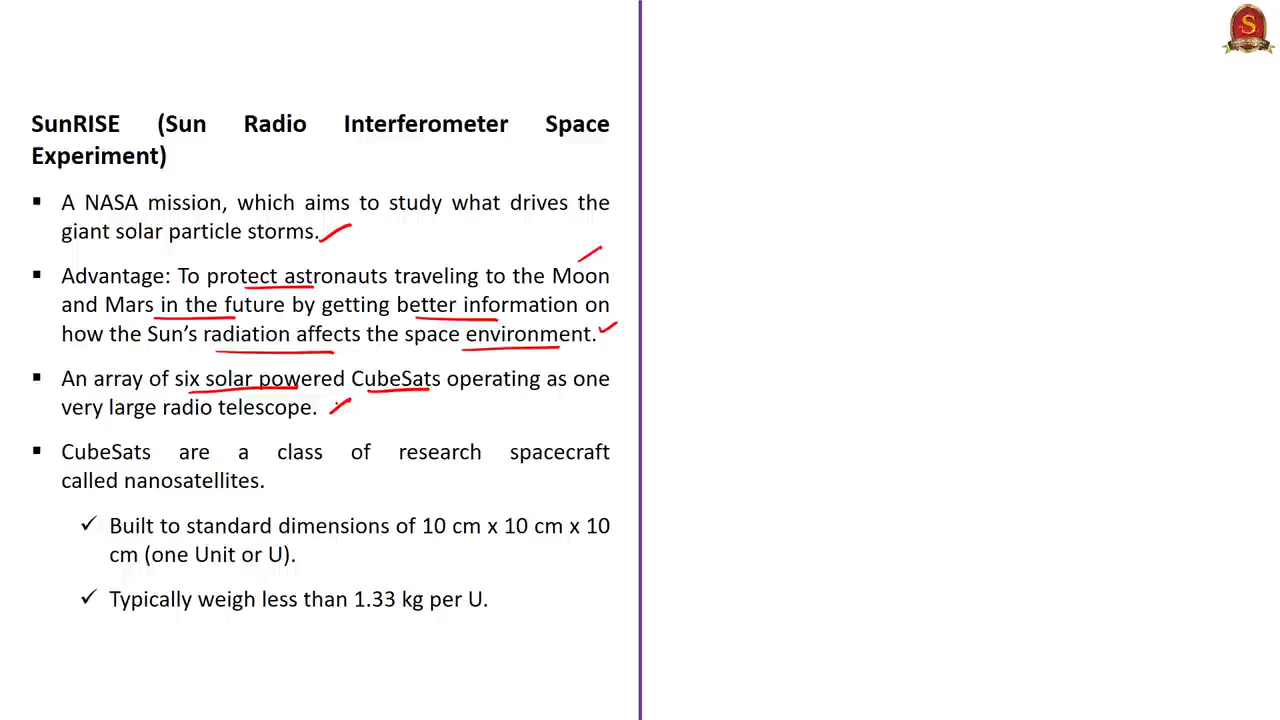 SunRISE (Sun Radio Interferometer Space
Experiment)
▪ A NASA mission, which aims to study what drives the
giant solar particle storms.
▪ Advantage: To protect astronauts traveling to the Moon
and Mars in the future by getting better information on
how the Sun’s radiation affects the space environment.
▪ An array of six solar powered CubeSats operating as one
very large radio telescope.
▪ CubeSats are a class of research spacecraft
called nanosatellites.
✓ Built to standard dimensions of 10 cm x 10 cm x 10
cm (one Unit or U).
✓ Typically weigh less than 1.33 kg per U.
S